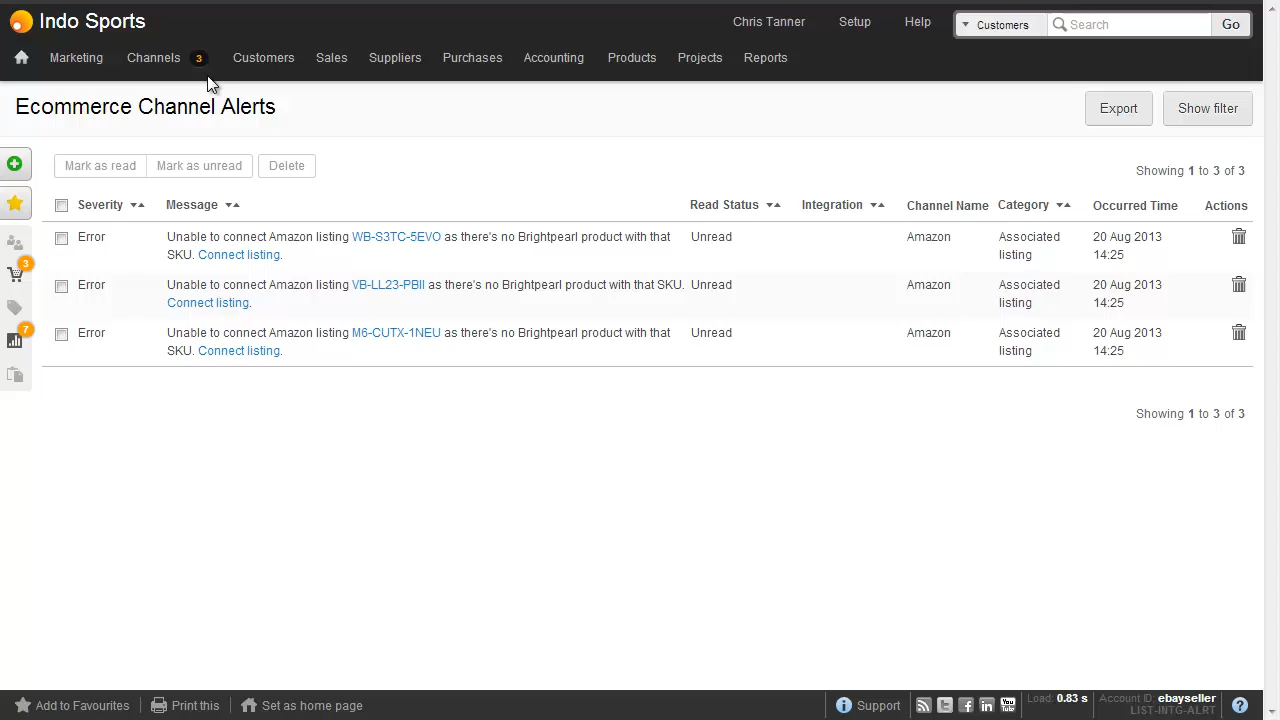 Indo Sports
Chris Tanner Setup Help Customers Search Go
Marketing Channels 3 Customers Sales Suppliers Purchases Accounting Products Projects Reports
Ecommerce Channel Alerts
Export Show filter
Mark as read Mark as unread Delete
Showing 1 to 3 of 3
Severity Message Read Status Integration Channel Name Category Occurred Time Actions
Error Unable to connect Amazon listing WB-S3TC-5EVO as there's no Brightpearl product with that Unread Amazon Associated 20 Aug 2013
SKU. Connect listing. listing 14:25
3
Error Unable to connect Amazon listing VB-LL23-PBII as there's no Brightpearl product with that SKU. Unread Amazon Associated 20 Aug 2013
Connect listing. listing 14:25
7
Error Unable to connect Amazon listing M6-CUTX-1NEU as there's no Brightpearl product with that Unread Amazon Associated 20 Aug 2013
SKU. Connect listing. listing 14:25
Showing 1 to 3 of 3
Add to Favourites Print this Set as home page Support You Tube Load: 0.83 s Account ID: ebayseller
LIST-INTG-ALRT